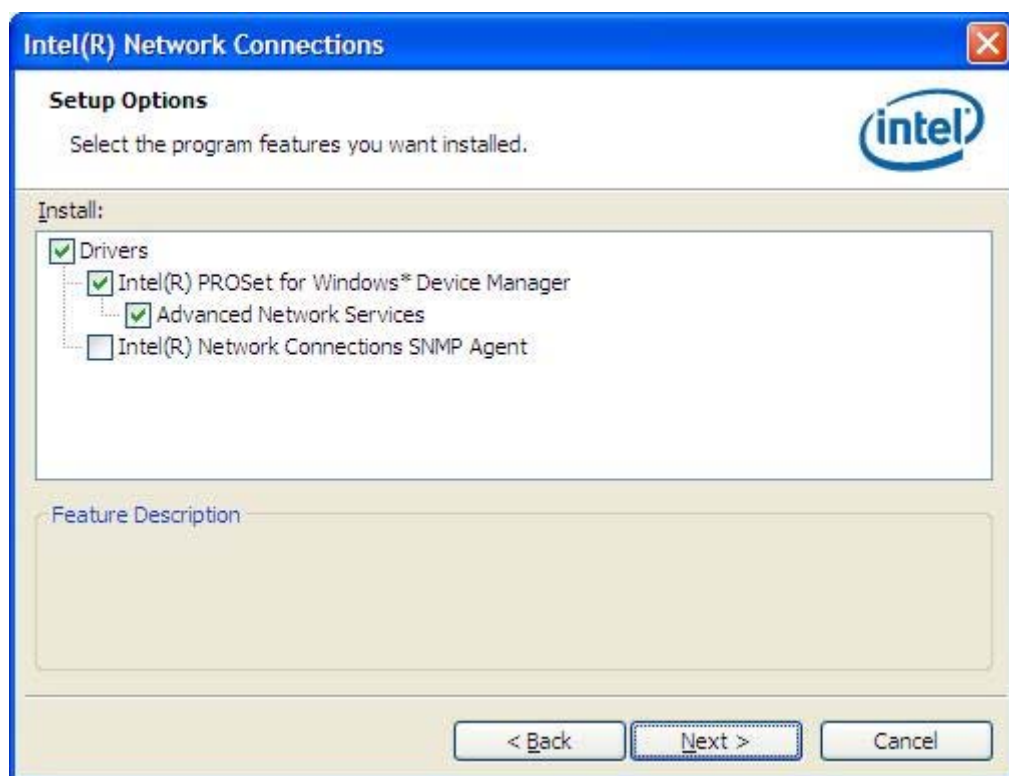 Intel(R) Network Connections
Setup Options
Select the program features you want installed.
intel
Install:
Drivers
Intel(R) PROSet for Windows* Device Manager
Advanced Network Services
Intel(R) Network Connections SNMP Agent
Feature Description
< Back
Next >
Cancel